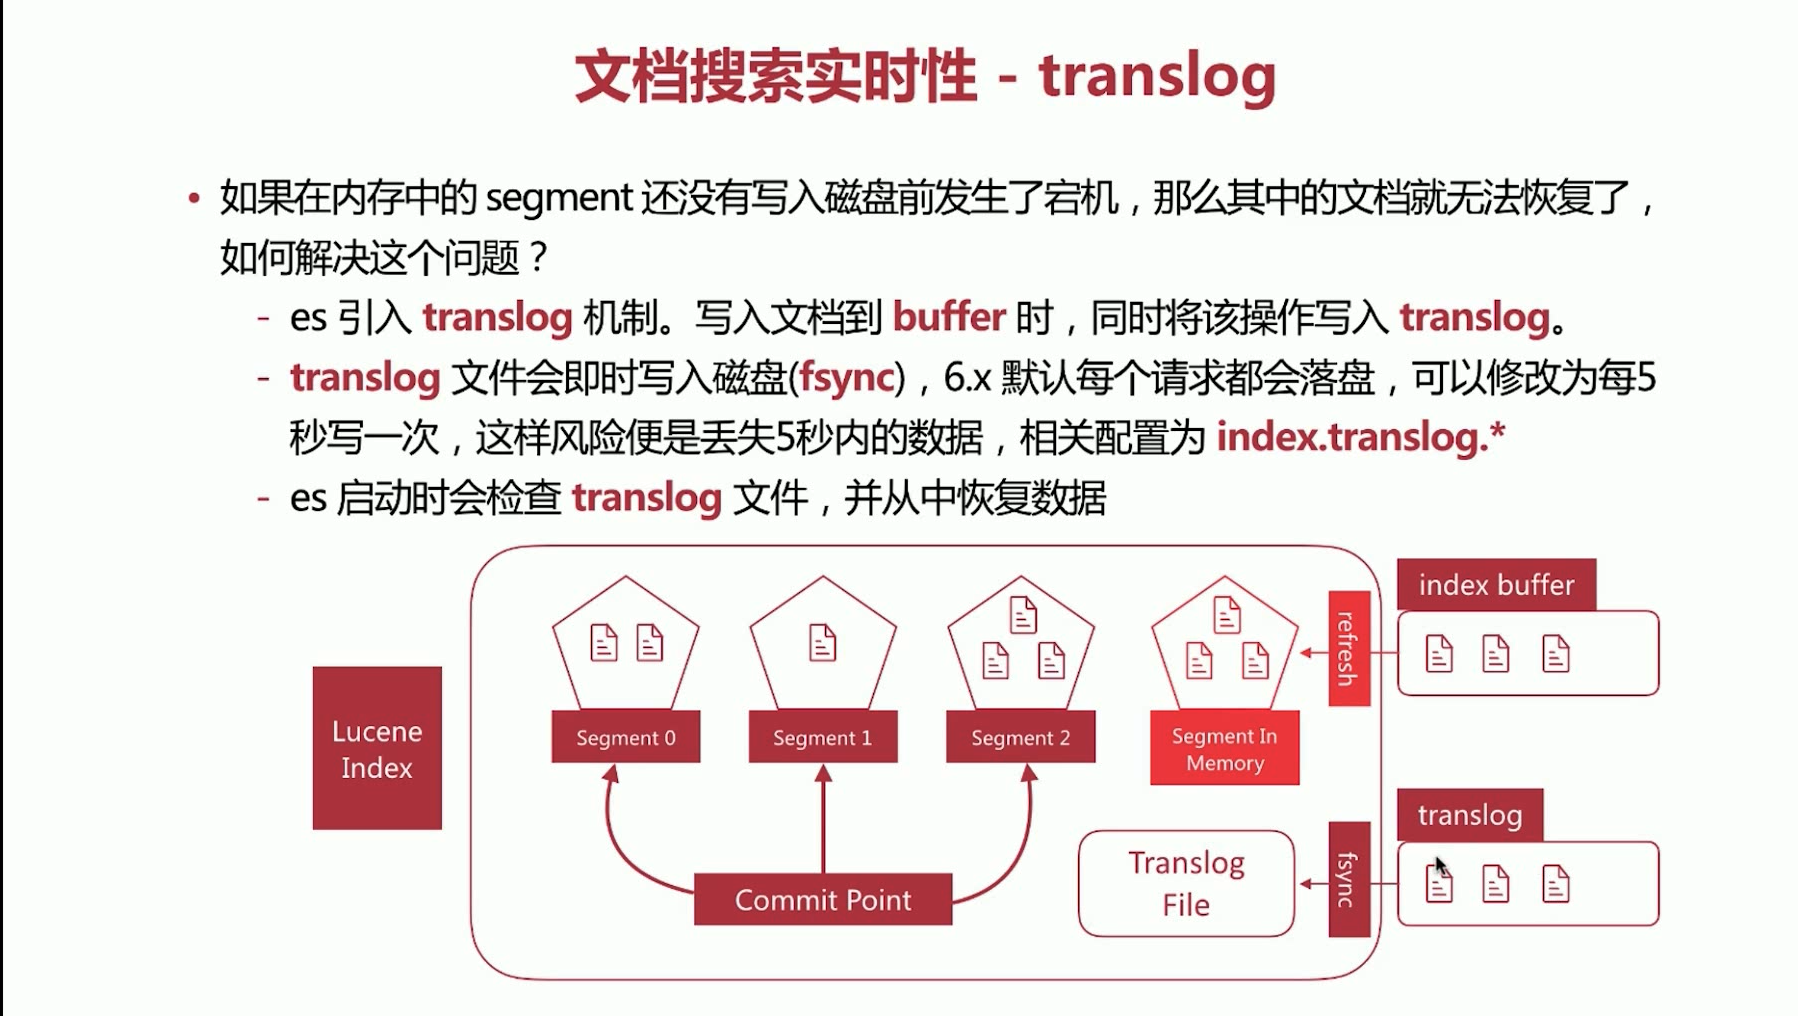 文档搜索实时性 - translog
• 如果在内存中的 segment 还没有写入磁盘前发生了宕机，那么其中的文档就无法恢复了，
如何解决这个问题？
- es 引入 translog 机制。写入文档到 buffer 时，同时将该操作写入 translog。
- translog 文件会即时写入磁盘(fsync)，6.x 默认每个请求都会落盘，可以修改为每5
秒写一次，这样风险便是丢失5秒内的数据，相关配置为 index.translog.*
- es 启动时会检查 translog 文件，并从中恢复数据
Lucene
Index
Segment 0
Segment 1
Segment 2
Segment In
Memory
refresh
index buffer
Commit Point
Translog
File
fsync
translog